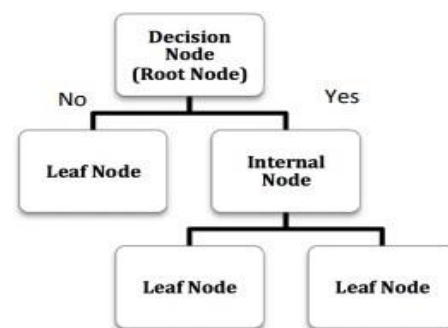 Decision
Node
(Root Node)
No
Yes
Leaf Node
Internal
Node
Leaf Node
Leaf Node